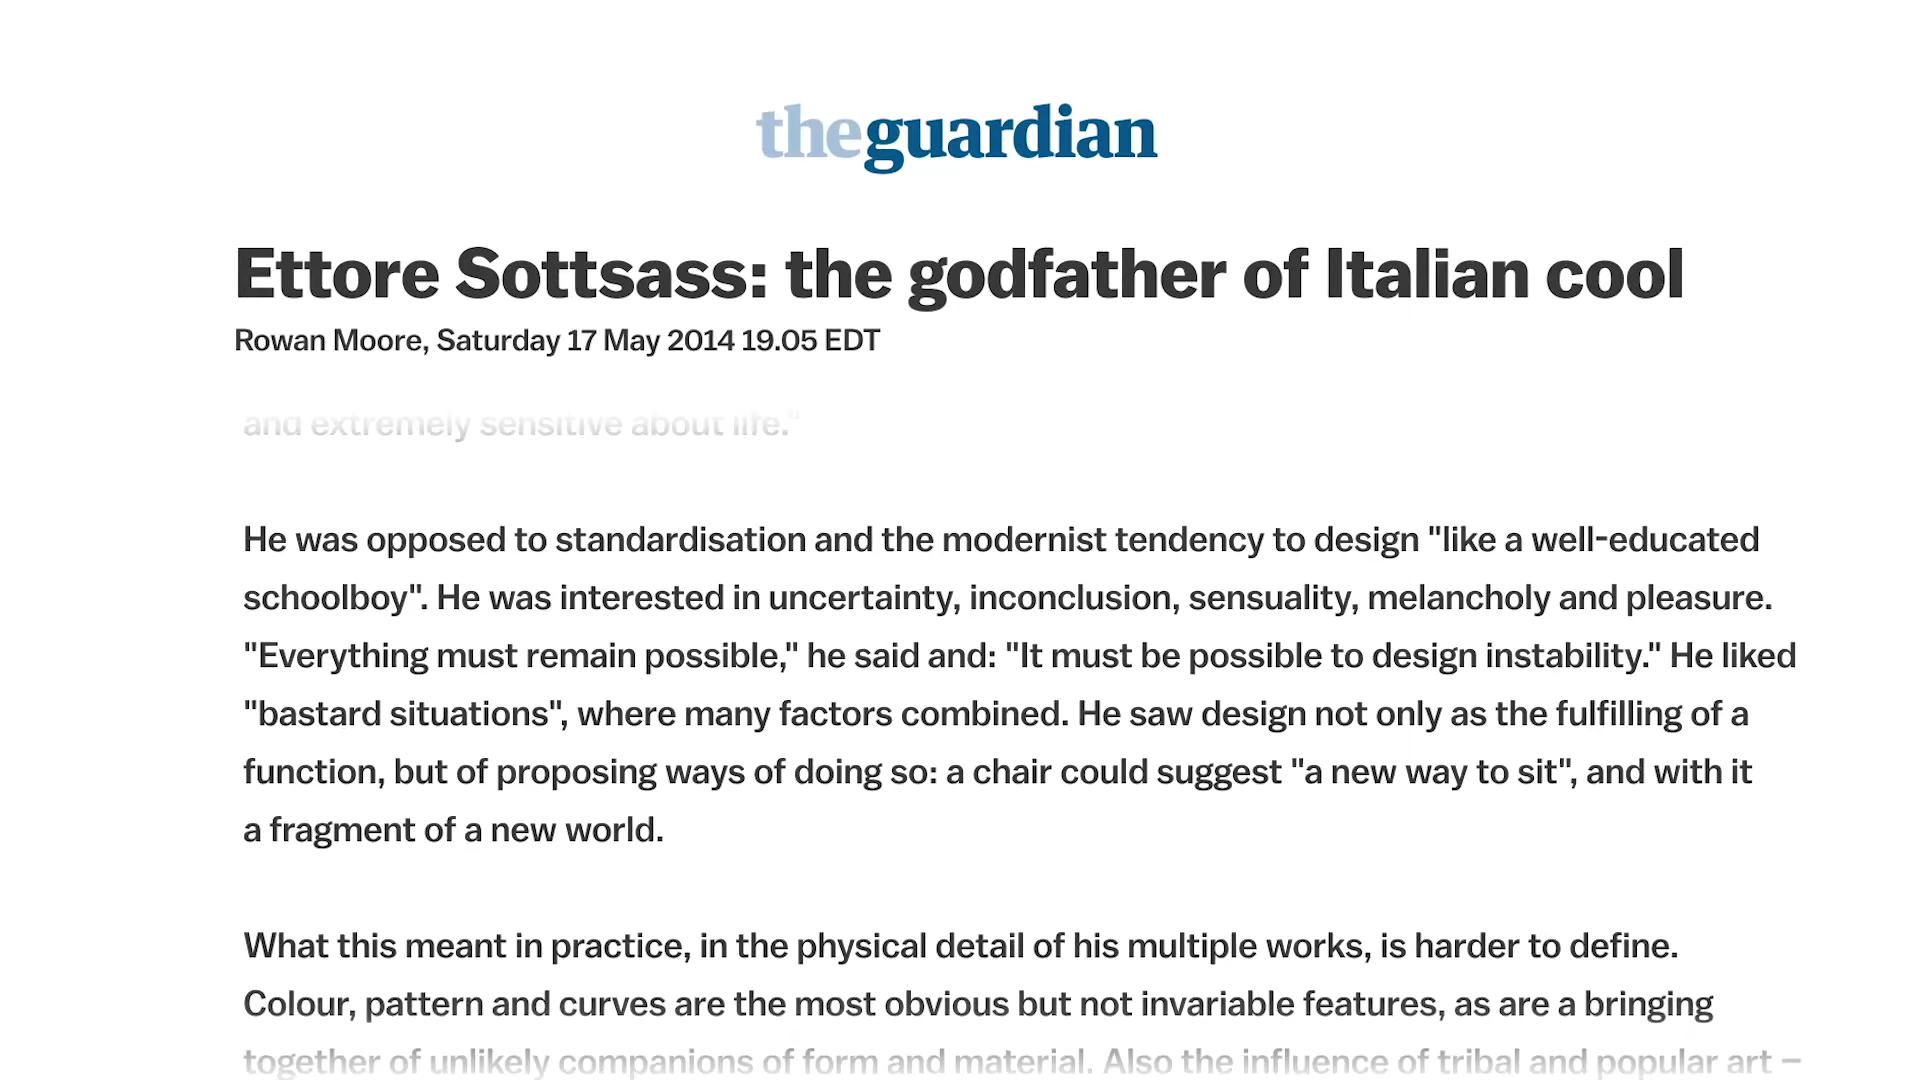 theguardian
Ettore Sottsass: the godfather of Italian cool
Rowan Moore, Saturday 17 May 2014 19.05 EDT
and extremely sensitive about life."
He was opposed to standardisation and the modernist tendency to design "like a well-educated
schoolboy". He was interested in uncertainty, inconclusion, sensuality, melancholy and pleasure.
"Everything must remain possible," he said and: "It must be possible to design instability." He liked
"bastard situations", where many factors combined. He saw design not only as the fulfilling of a
function, but of proposing ways of doing so: a chair could suggest "a new way to sit", and with it
a fragment of a new world.
What this meant in practice, in the physical detail of his multiple works, is harder to define.
Colour, pattern and curves are the most obvious but not invariable features, as are a bringing
together of unlikely companions of form and material. Also the influence of tribal and popular art –